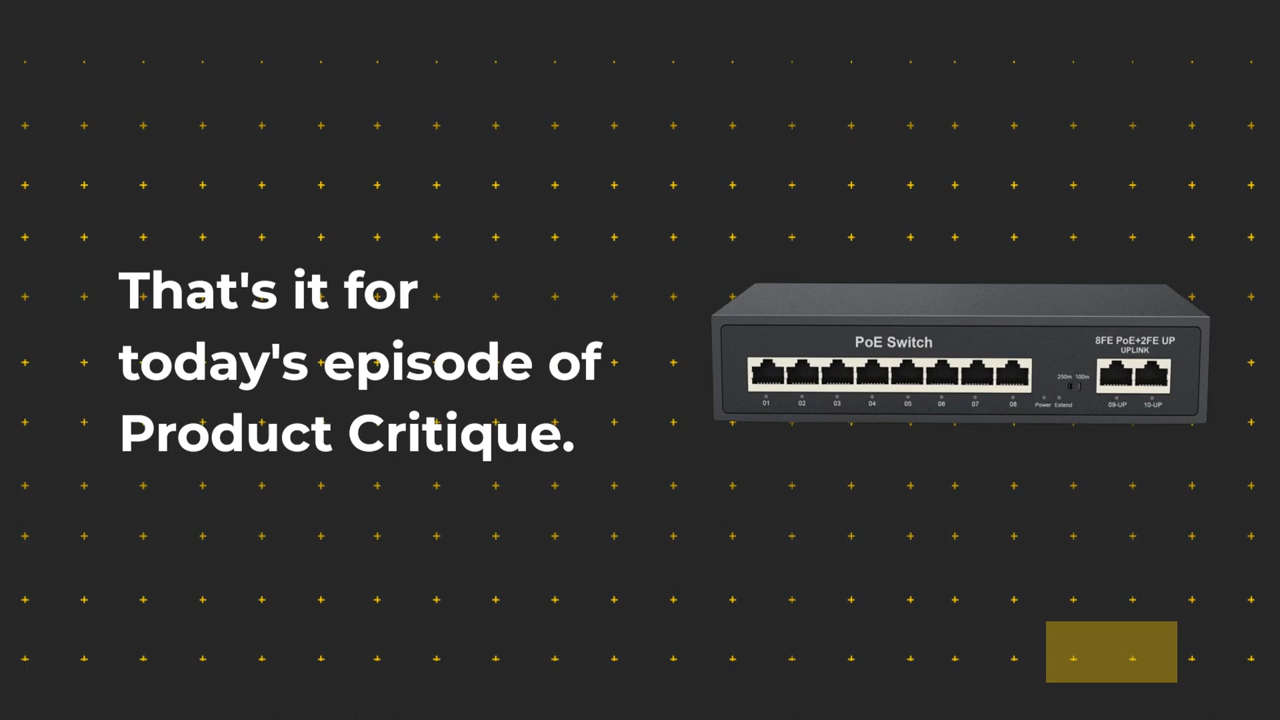 That's it for
today's episode of
Product Critique.
PoE Switch
8FE PoE+2FE UP
UPLINK
250m 100m
01 02 03 04 05 06 07 08 Power Extend 09-UP 10-UP